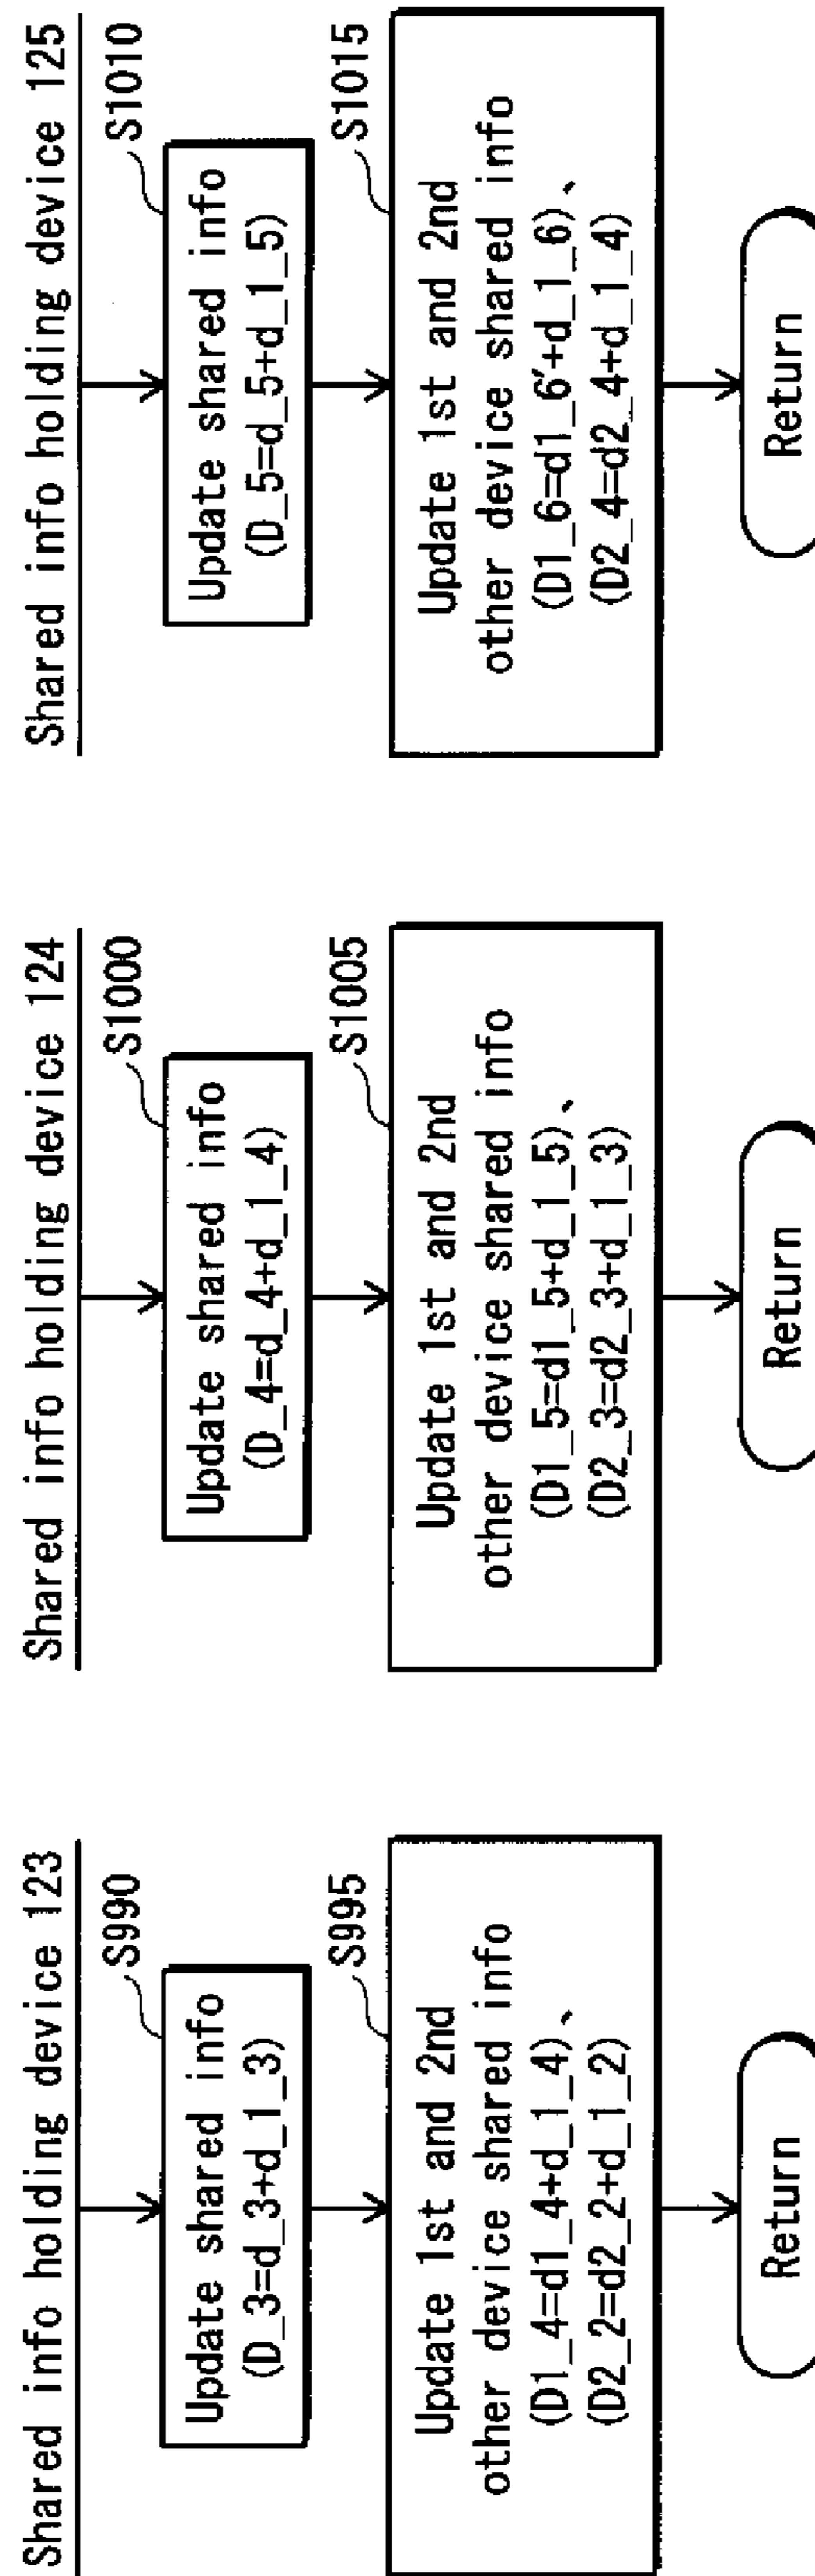 Shared info holding device 123
S990
Update shared info
(D_3=d_3+d_1_3)
S995
Update 1st and 2nd
other device shared info
(D1_4=d1_4+d_1_4)、
(D2_2=d2_2+d_1_2)
Return
Shared info holding device 124
S1000
Update shared info
(D_4=d_4+d_1_4)
S1005
Update 1st and 2nd
other device shared info
(D1_5=d1_5+d_1_5)、
(D2_3=d2_3+d_1_3)
Return
Shared info holding device 125
S1010
Update shared info
(D_5=d_5+d_1_5)
S1015
Update 1st and 2nd
other device shared info
(D1_6=d1_6'+d_1_6)、
(D2_4=d2_4+d_1_4)
Return